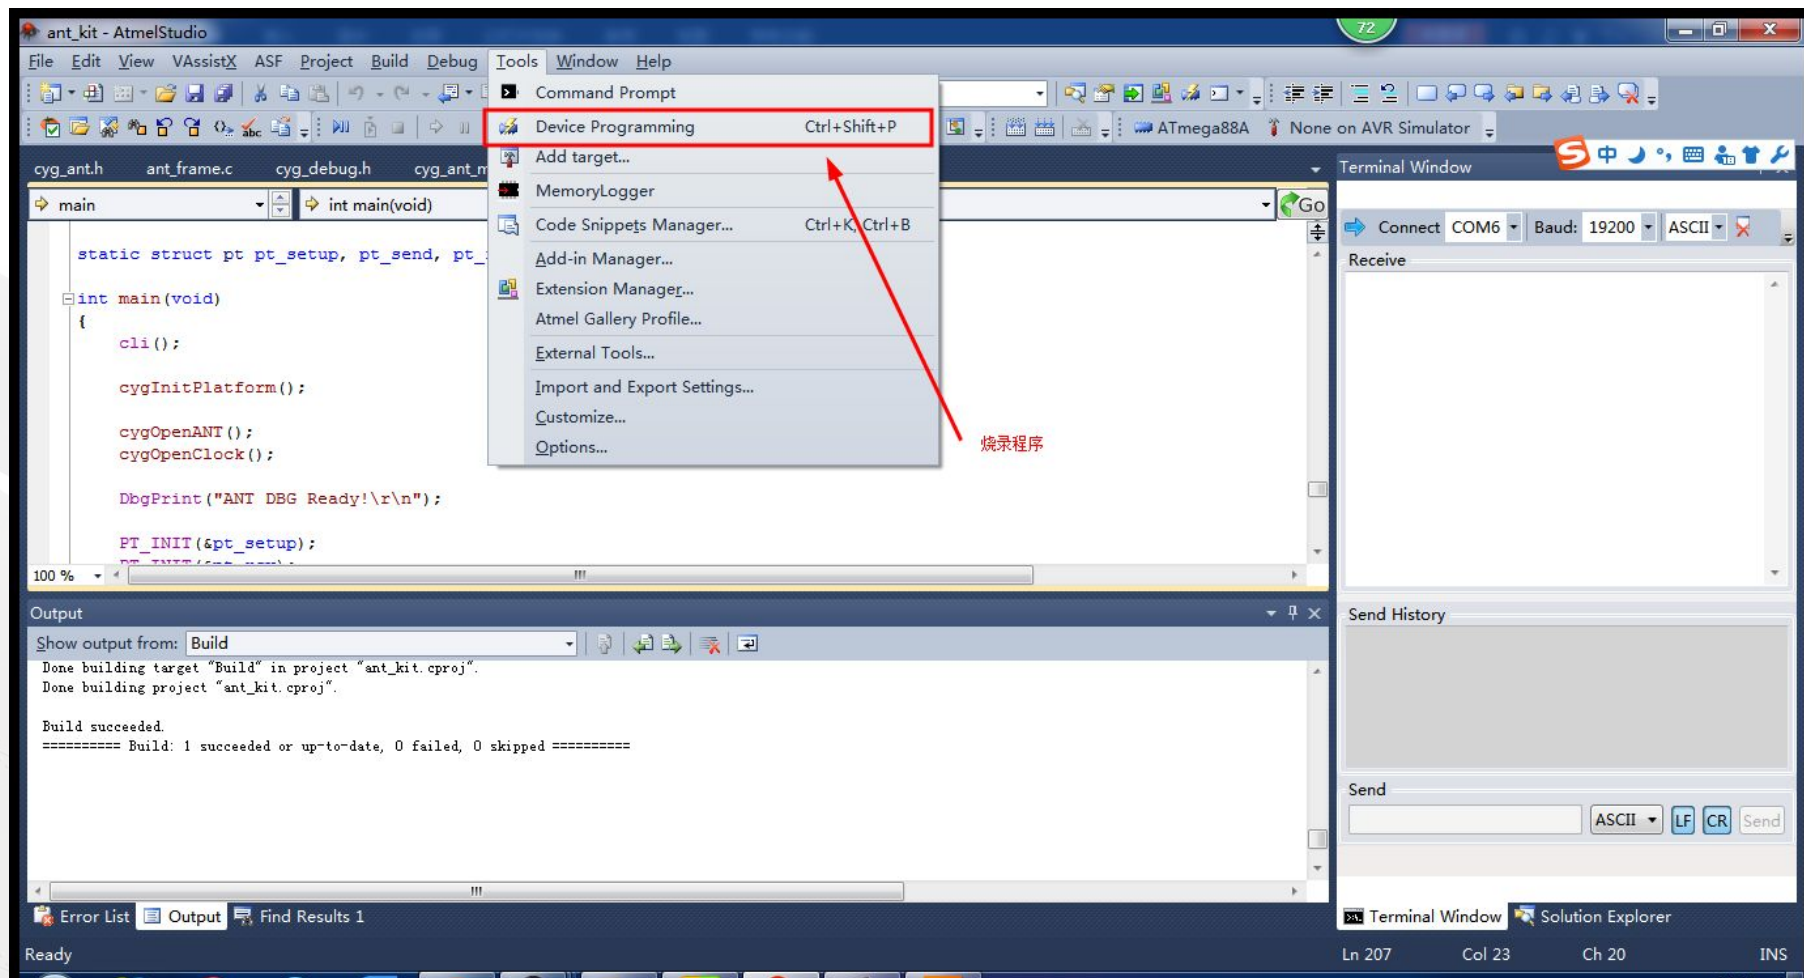 ant_kit - AtmelStudio
72
File Edit View VAssistX ASF Project Build Debug Tools Window Help
Command Prompt
Device Programming Ctrl+Shift+P
ATmega88A None on AVR Simulator
Add target...
MemoryLogger
Code Snippets Manager... Ctrl+K, Ctrl+B
Add-in Manager...
Extension Manager...
Atmel Gallery Profile...
External Tools...
Import and Export Settings...
Customize...
Options...
烧录程序
cyg_ant.h ant_frame.c cyg_debug.h cyg_ant_m
main int main(void) Go
static struct pt pt_setup, pt_send, pt_
int main(void)
{
cli();
cygInitPlatform();
cygOpenANT();
cygOpenClock();
DbgPrint("ANT DBG Ready!\r\n");
PT_INIT(&pt_setup);
100 %
Output
Show output from: Build
Done building target "Build" in project "ant_kit.cproj".
Done building project "ant_kit.cproj".
Build succeeded.
========== Build: 1 succeeded or up-to-date, 0 failed, 0 skipped ==========
Error List Output Find Results 1
Terminal Window
中
Connect COM6 Baud: 19200 ASCII
Receive
Send History
Send
ASCII LF CR Send
Terminal Window Solution Explorer
Ready Ln 207 Col 23 Ch 20 INS